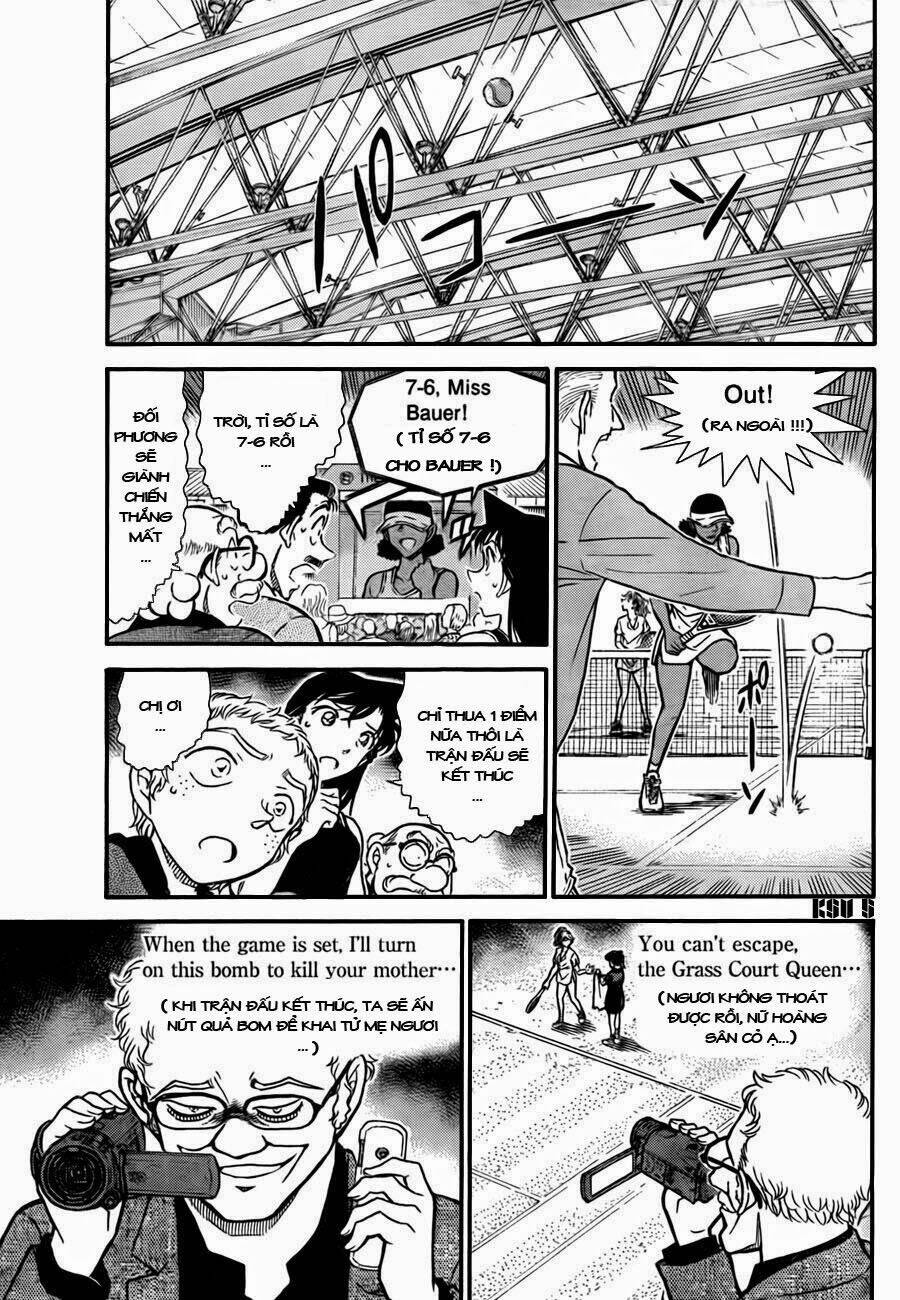 パコーン
Out!
(RA NGOÀI !!!)
ポーン
7-6, Miss
Bauer!
( TỈ SỐ 7-6
CHO BAUER !)
TRỜI, TỈ SỐ LÀ
7-6 RỒI
...
ĐỐI
PHƯƠNG
SẼ
GIÀNH
CHIẾN
THẮNG
MẤT
...
CHỈ THUA 1 ĐIỂM
NỮA THÔI LÀ
TRẬN ĐẤU SẼ
KẾT THÚC
...
CHỊ ƠI
...
KSV 5
You can't escape,
the Grass Court Queen…
(NGƯƠI KHÔNG THOÁT
ĐƯỢC RỒI, NỮ HOÀNG
SÂN CỎ Ạ...)
When the game is set, I'll turn
on this bomb to kill your mother…
(KHI TRẬN ĐẤU KẾT THÚC, TA SẼ ẤN
NÚT QUẢ BOM ĐỂ KHAI TỬ MẸ NGƯƠI
...)